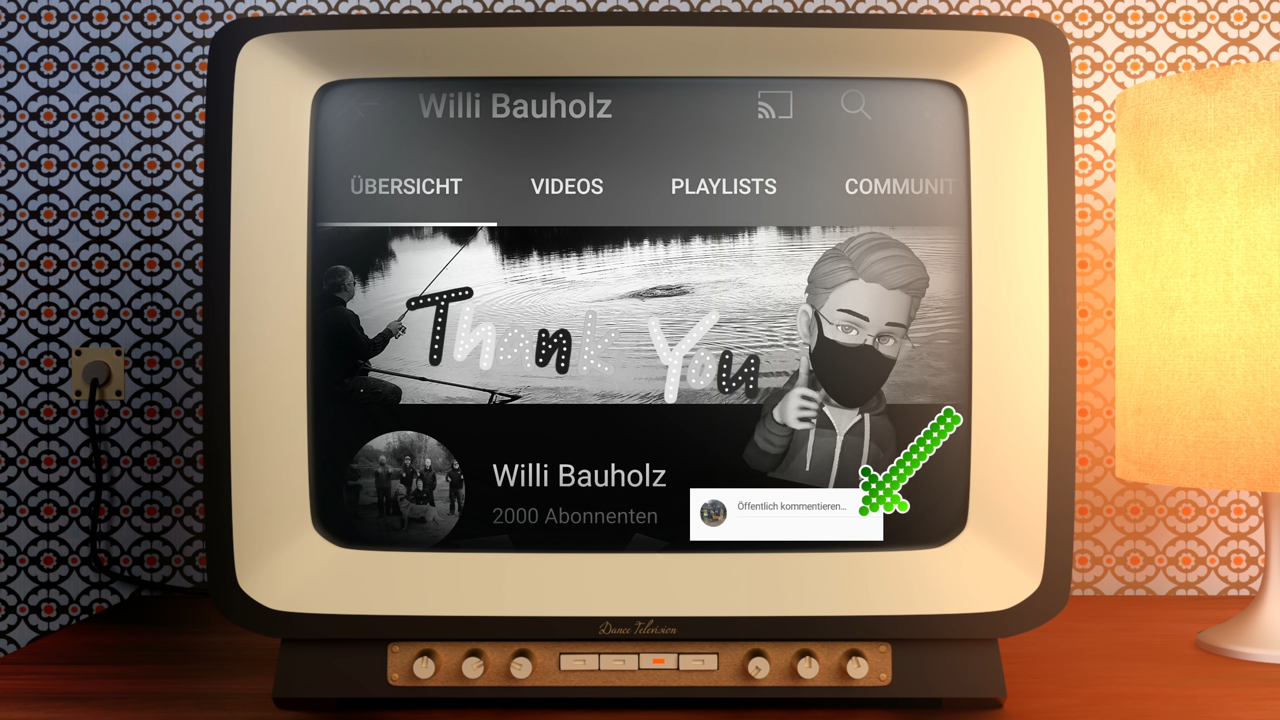 Willi Bauholz
ÜBERSICHT VIDEOS PLAYLISTS COMMUNIT
Thank You
Willi Bauholz
2000 Abonnenten
Öffentlich kommentieren...
Dance Television